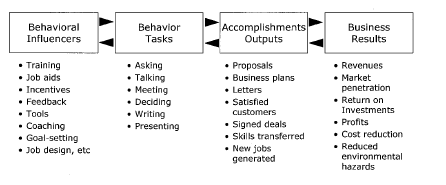 Behavioral
Influencers
Behavior
Tasks
Accomplishments
Outputs
Business
Results
• Training
• Job aids
• Incentives
• Feedback
• Tools
• Coaching
• Goal-setting
• Job design, etc
• Asking
• Talking
• Meeting
• Deciding
• Writing
• Presenting
• Proposals
• Business plans
• Letters
• Satisfied
customers
• Signed deals
• Skills transferred
• New jobs
generated
• Revenues
• Market
penetration
• Return on
Investments
• Profits
• Cost reduction
• Reduced
environmental
hazards